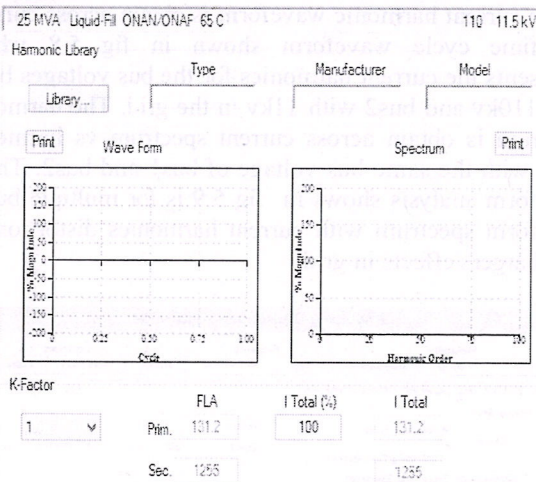 25 MVA Liquid-Fill ONAN/ONAF 65 C 110 11.5 kV
Harmonic Library
Type Manufacturer Model
Library
Print Wave Form Spectrum Print
200
150
100
50
0
-50
-100
-150
-200
% Magnitude
0 0.25 0.50 0.75 1.00
Cycle
200
150
100
50
0
% Magnitude
0 25 50 75 100
Harmonic Order
K-Factor
FLA I Total (%) I Total
1 Prim. 131.2 100 131.2
Sec. 1255 1255